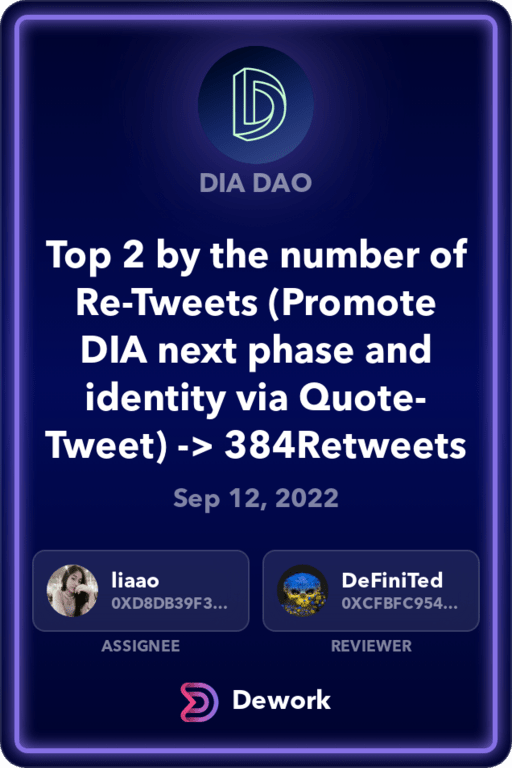 DIA DAO
Top 2 by the number of
Re-Tweets (Promote
DIA next phase and
identity via Quote-
Tweet) -> 384Retweets
Sep 12, 2022
liaao
0XD8DB39F3...
ASSIGNEE
DeFiniTed
0XCFBFC954...
REVIEWER
Dework